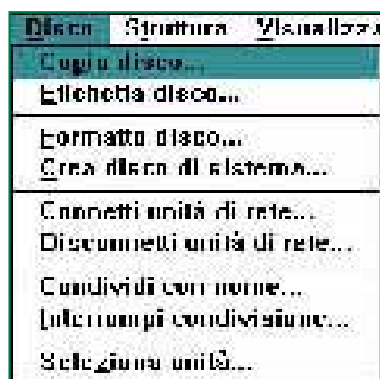 Disco Struttura Visualizza
Copia disco...
Etichetta disco...
Formatta disco...
Crea disco di sistema...
Connetti unità di rete...
Disconnetti unità di rete...
Condividi con nome...
Interrompi condivisione...
Seleziona unità...